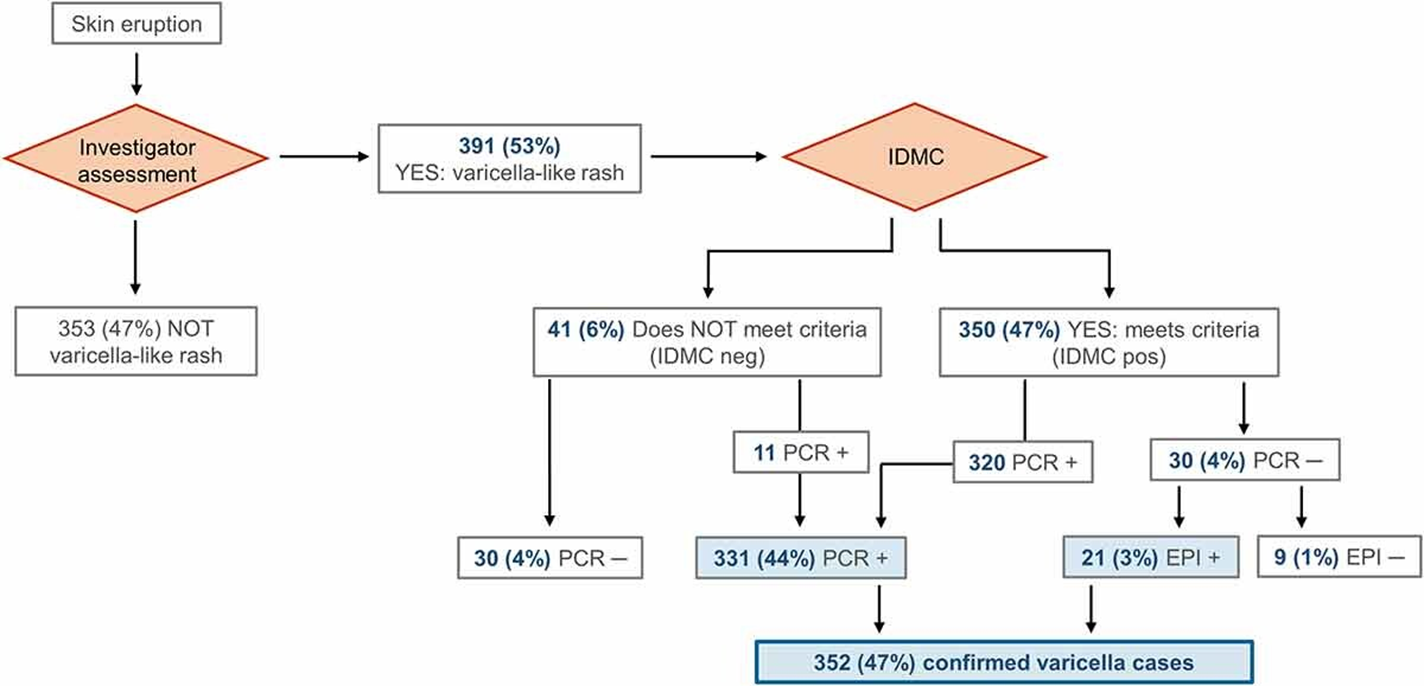 Skin eruption
Investigator
assessment
391 (53%)
YES: varicella-like rash
IDMC
353 (47%) NOT
varicella-like rash
41 (6%) Does NOT meet criteria
(IDMC neg)
350 (47%) YES: meets criteria
(IDMC pos)
11 PCR +
320 PCR +
30 (4%) PCR —
30 (4%) PCR —
331 (44%) PCR +
21 (3%) EPI +
9 (1%) EPI —
352 (47%) confirmed varicella cases